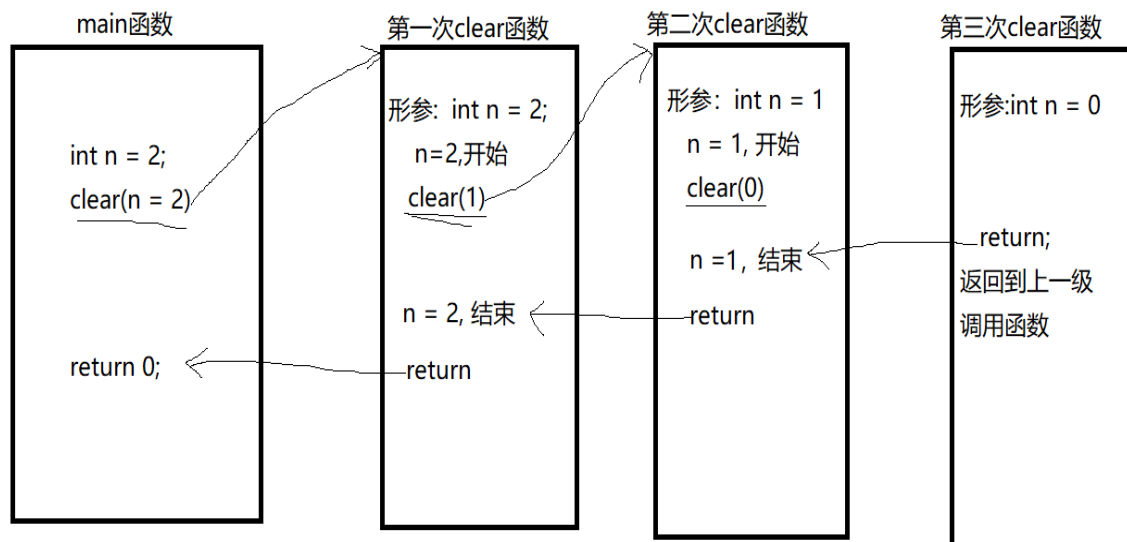 main函数
int n = 2;
clear(n = 2)
return 0;
第一次clear函数
形参: int n = 2;
n=2,开始
clear(1)
n = 2, 结束
return
第二次clear函数
形参: int n = 1
n = 1, 开始
clear(0)
n =1, 结束
return
第三次clear函数
形参:int n = 0
return;
返回到上一级
调用函数